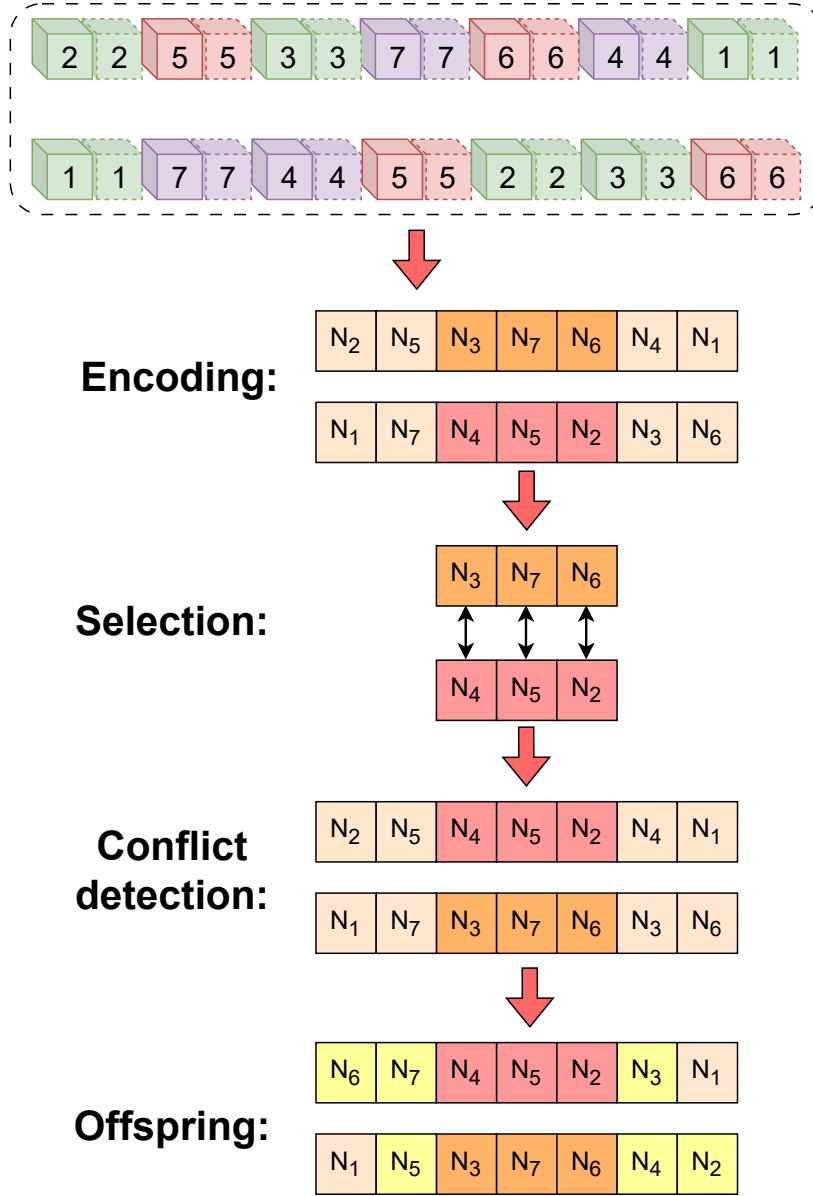 2 2 5 5 3 3 7 7 6 6 4 4 1 1
1 1 7 7 4 4 5 5 2 2 3 3 6 6
N₂ N₅ N₃ N₇ N₆ N₄ N₁
Encoding:
N₁ N₇ N₄ N₅ N₂ N₃ N₆
N₃ N₇ N₆
Selection:
N₄ N₅ N₂
N₂ N₅ N₄ N₅ N₂ N₄ N₁
Conflict
detection:
N₁ N₇ N₃ N₇ N₆ N₃ N₆
N₆ N₇ N₄ N₅ N₂ N₃ N₁
Offspring:
N₁ N₅ N₃ N₇ N₆ N₄ N₂